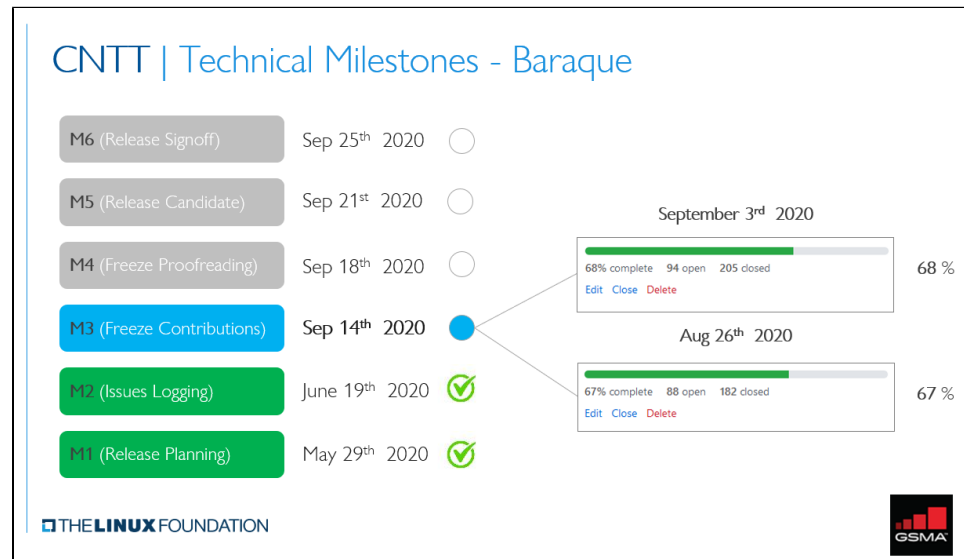 CNTT | Technical Milestones - Baraque
M6 (Release Signoff) Sep 25th 2020
M5 (Release Candidate) Sep 21st 2020
M4 (Freeze Proofreading) Sep 18th 2020
M3 (Freeze Contributions) Sep 14th 2020
M2 (Issues Logging) June 19th 2020
M1 (Release Planning) May 29th 2020
September 3rd 2020
68% complete 94 open 205 closed
Edit Close Delete
68 %
Aug 26th 2020
67% complete 88 open 182 closed
Edit Close Delete
67 %
THE LINUX FOUNDATION
GSMA